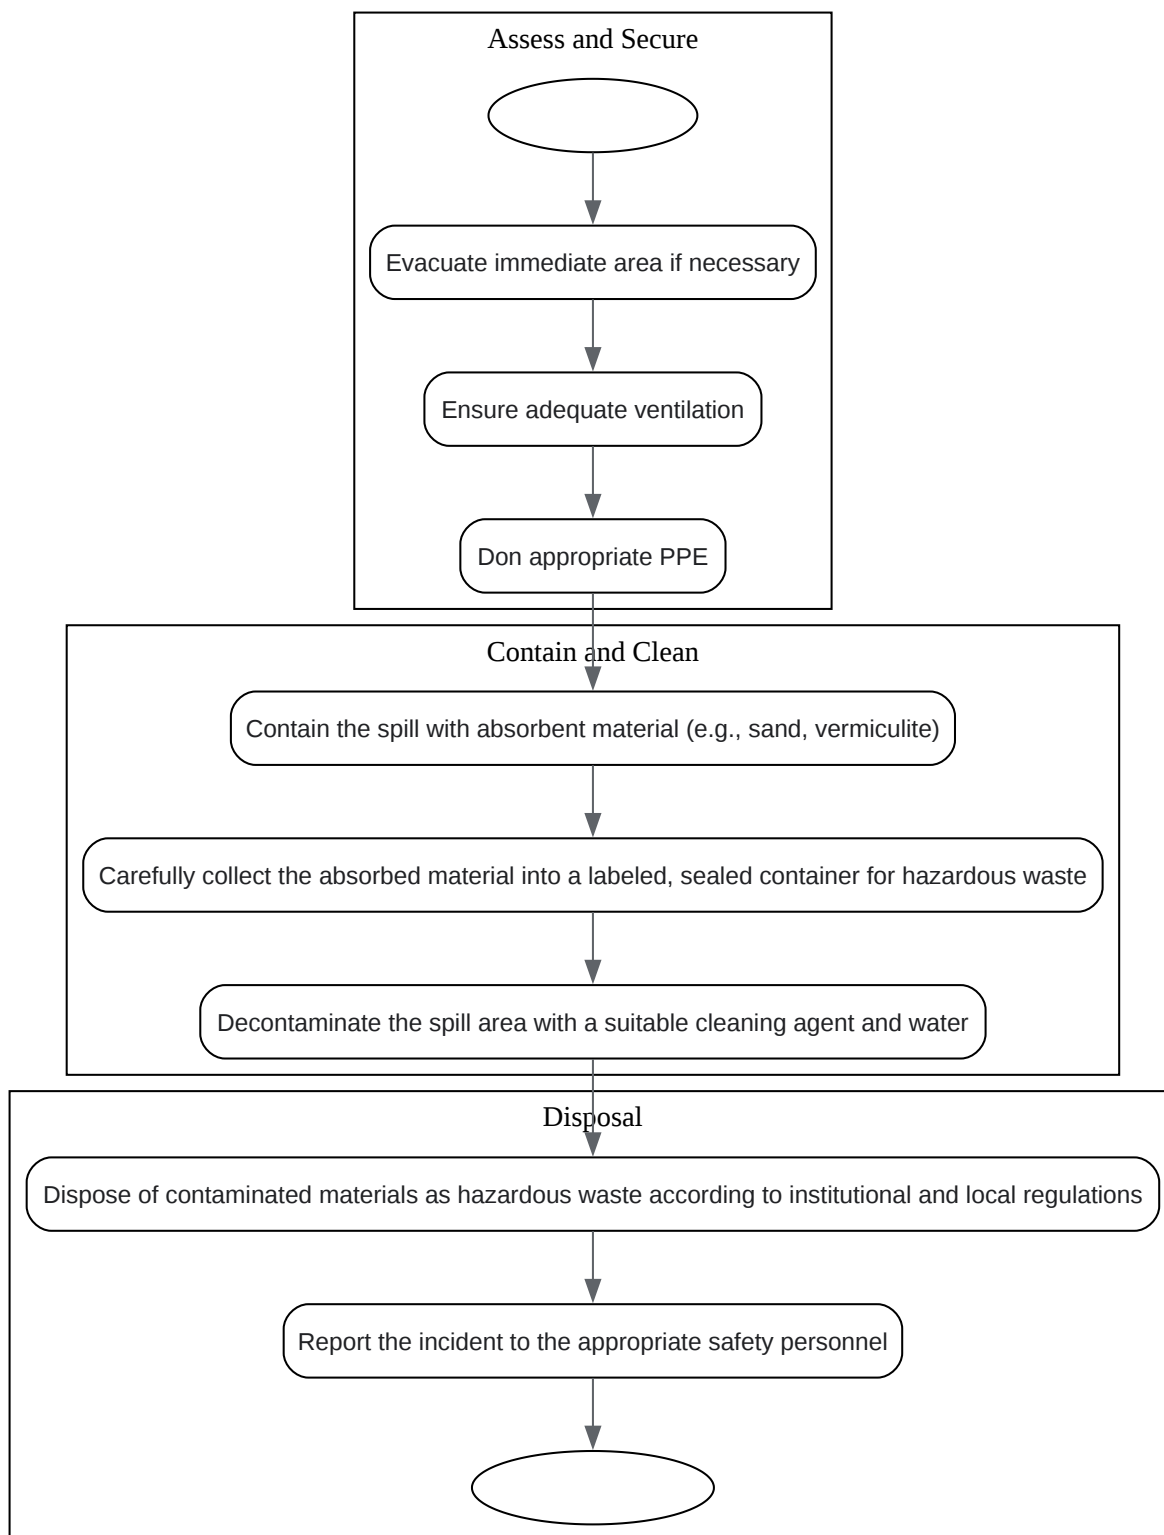 Assess and Secure
Evacuate immediate area if necessary
Ensure adequate ventilation
Don appropriate PPE
Contain and Clean
Contain the spill with absorbent material (e.g., sand, vermiculite)
Carefully collect the absorbed material into a labeled, sealed container for hazardous waste
Decontaminate the spill area with a suitable cleaning agent and water
Disposal
Dispose of contaminated materials as hazardous waste according to institutional and local regulations
Report the incident to the appropriate safety personnel